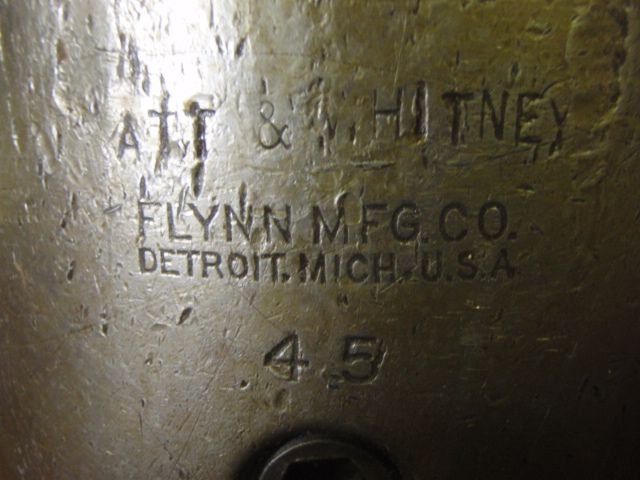 ATT & WHITNEY
FLYNN MFG. CO.
DETROIT, MICH. U.S.A
45